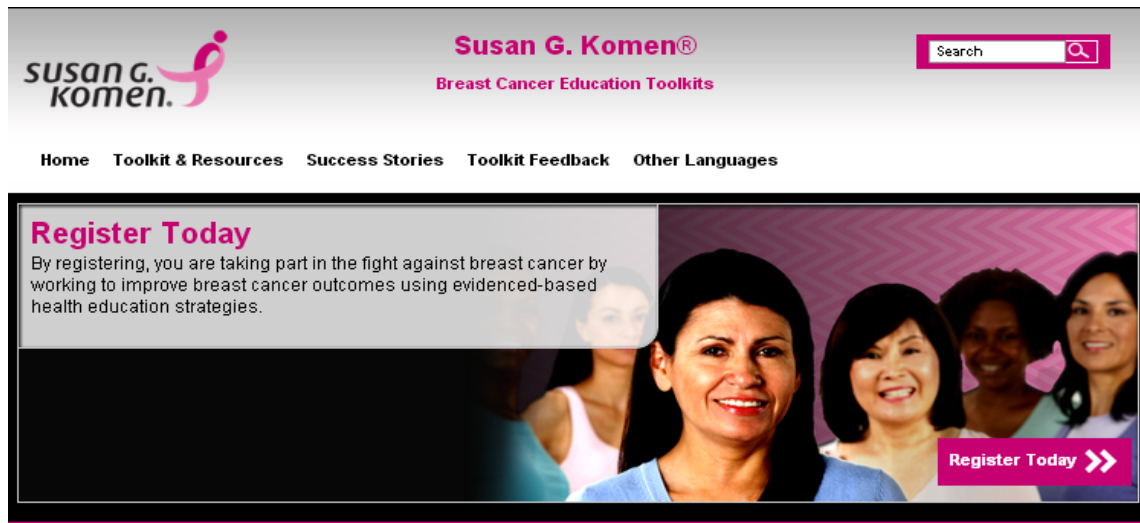 susan g.
komen.
Susan G. Komen®
Breast Cancer Education Toolkits
Search
Home Toolkit & Resources Success Stories Toolkit Feedback Other Languages
Register Today
By registering, you are taking part in the fight against breast cancer by
working to improve breast cancer outcomes using evidenced-based
health education strategies.
Register Today